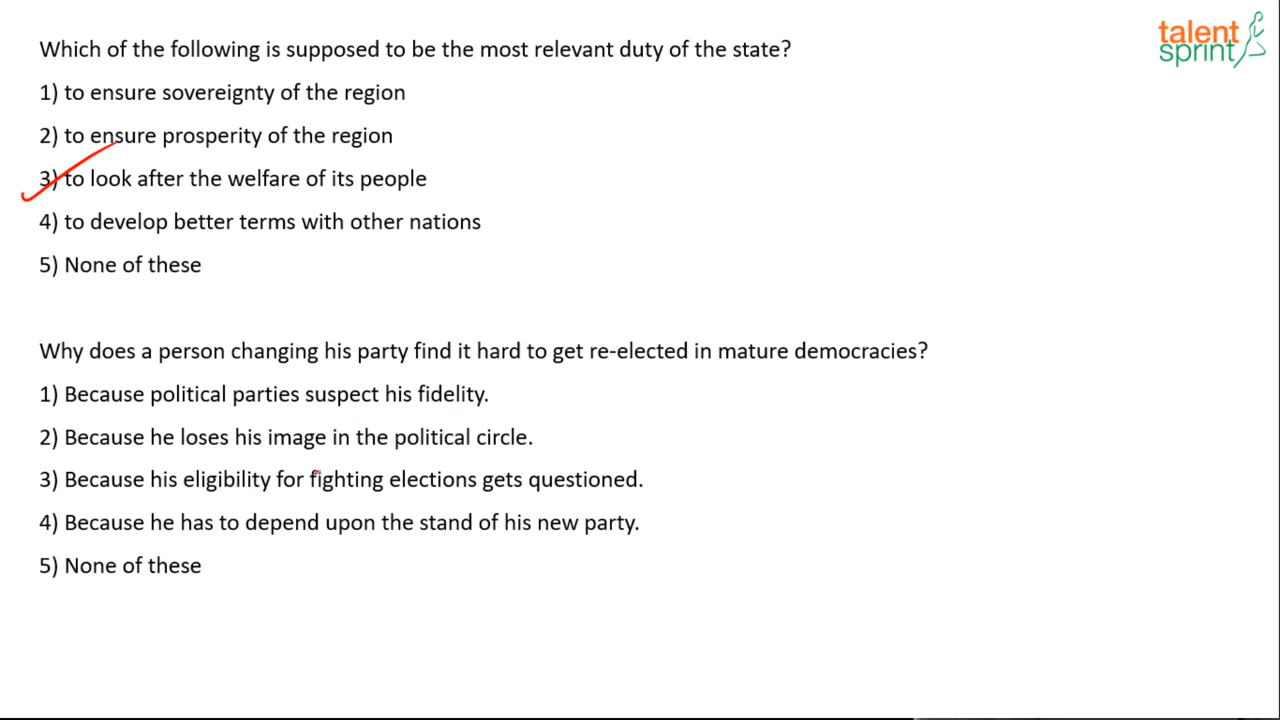 talent
sprint
Which of the following is supposed to be the most relevant duty of the state?
1) to ensure sovereignty of the region
2) to ensure prosperity of the region
3) to look after the welfare of its people
4) to develop better terms with other nations
5) None of these
Why does a person changing his party find it hard to get re-elected in mature democracies?
1) Because political parties suspect his fidelity.
2) Because he loses his image in the political circle.
3) Because his eligibility for fighting elections gets questioned.
4) Because he has to depend upon the stand of his new party.
5) None of these